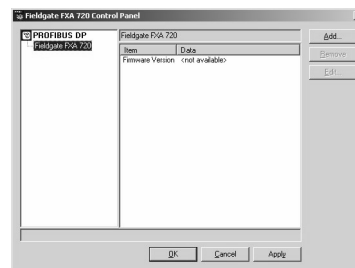 Fieldgate FXA 720 Control Panel
PROFIBUS DP
Fieldgate FXA 720
Fieldgate FXA 720
Item Data
Firmware Version <not available>
Add...
Remove
Edit...
OK Cancel Apply